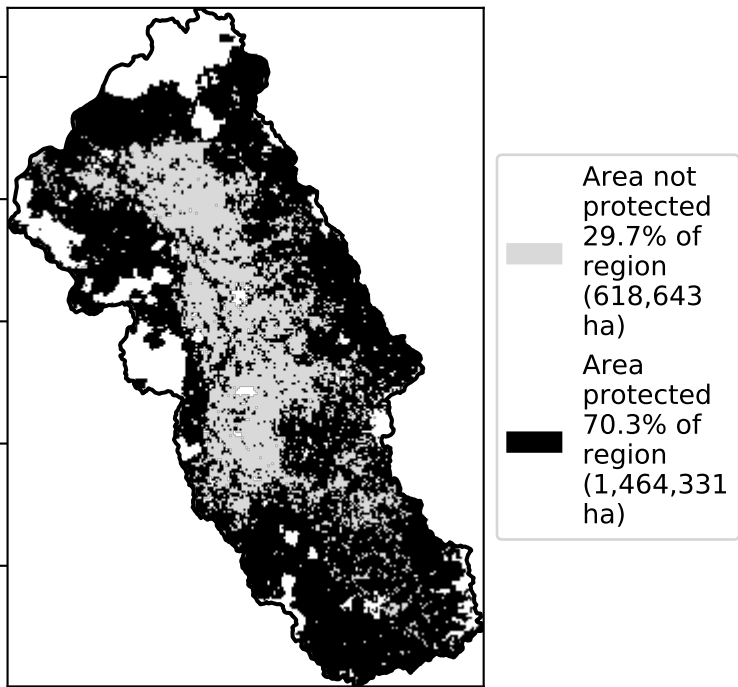 Area not
protected
29.7% of
region
(618,643
ha)
Area
protected
70.3% of
region
(1,464,331
ha)